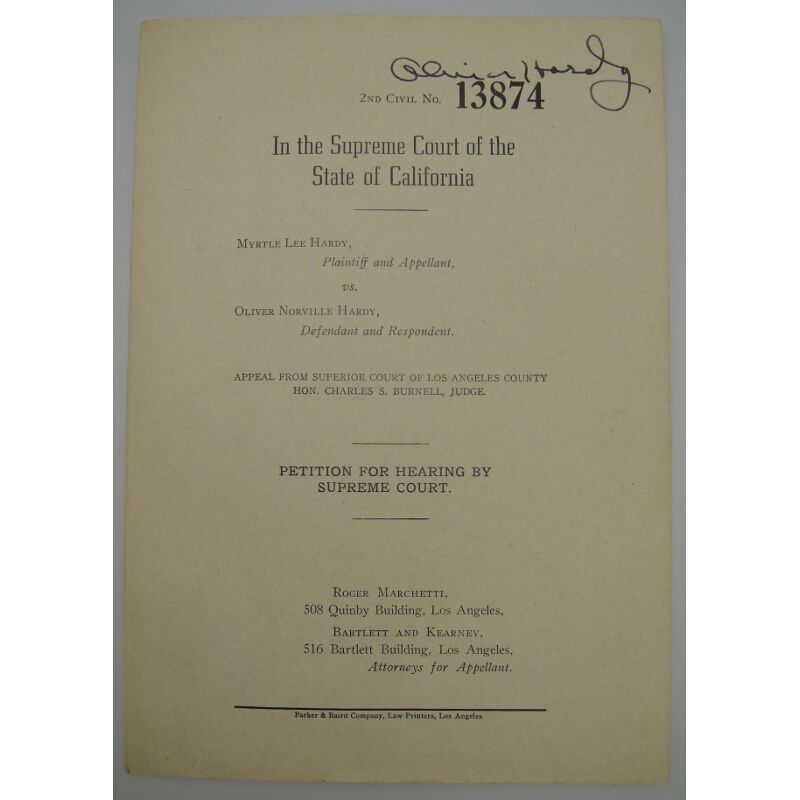 Oliver Hardy
2ND CIVIL No. 13874
In the Supreme Court of the
State of California
MYRTLE LEE HARDY,
Plaintiff and Appellant,
vs.
OLIVER NORVILLE HARDY,
Defendant and Respondent.
APPEAL FROM SUPERIOR COURT OF LOS ANGELES COUNTY
HON. CHARLES S. BURNELL, JUDGE.
PETITION FOR HEARING BY
SUPREME COURT.
ROGER MARCHETTI,
508 Quinby Building, Los Angeles,
BARTLETT AND KEARNEY,
516 Bartlett Building, Los Angeles,
Attorneys for Appellant.
Parker & Baird Company, Law Printers, Los Angeles